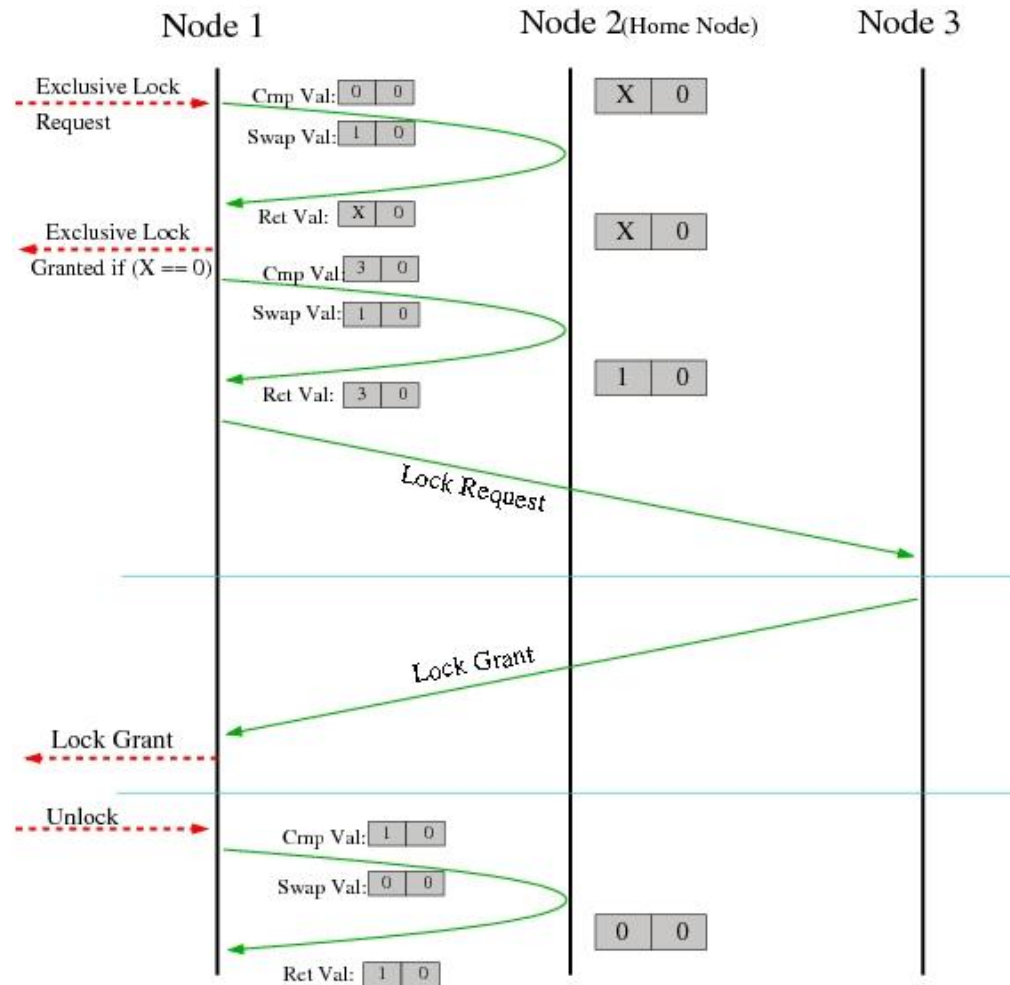 Node 1
Node 2(Home Node)
Node 3
Exclusive Lock
Request
Cmp Val: 0 0
X 0
Swap Val: 1 0
Ret Val: X 0
X 0
Exclusive Lock
Granted if (X == 0)
Cmp Val: 3 0
Swap Val: 1 0
1 0
Ret Val: 3 0
Lock Request
Lock Grant
Lock Grant
Unlock
Cmp Val: 1 0
Swap Val: 0 0
0 0
Ret Val: 1 0